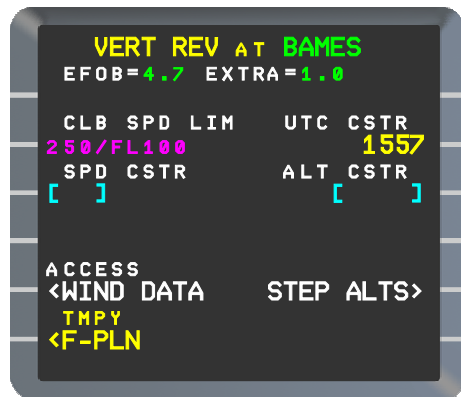 VERT REV AT BAMES
EFOB=4.7 EXTRA=1.0
CLB SPD LIM UTC CSTR
250/FL100 1557
SPD CSTR ALT CSTR
[ ] [ ]
ACCESS
<WIND DATA STEP ALTS>
TMPY
<F-PLN